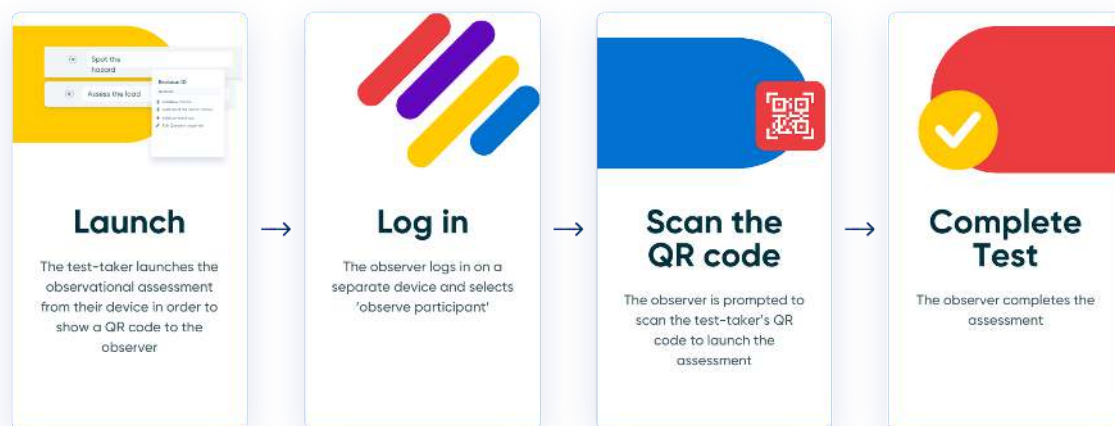 Spot the
hazard
Assess the load
Launch
The test-taker launches the
observational assessment
from their device in order to
show a QR code to the
observer
Log in
The observer logs in on a
separate device and selects
‘observe participant’
Scan the
QR code
The observer is prompted to
scan the test-taker’s QR
code to launch the
assessment
Complete
Test
The observer completes the
assessment